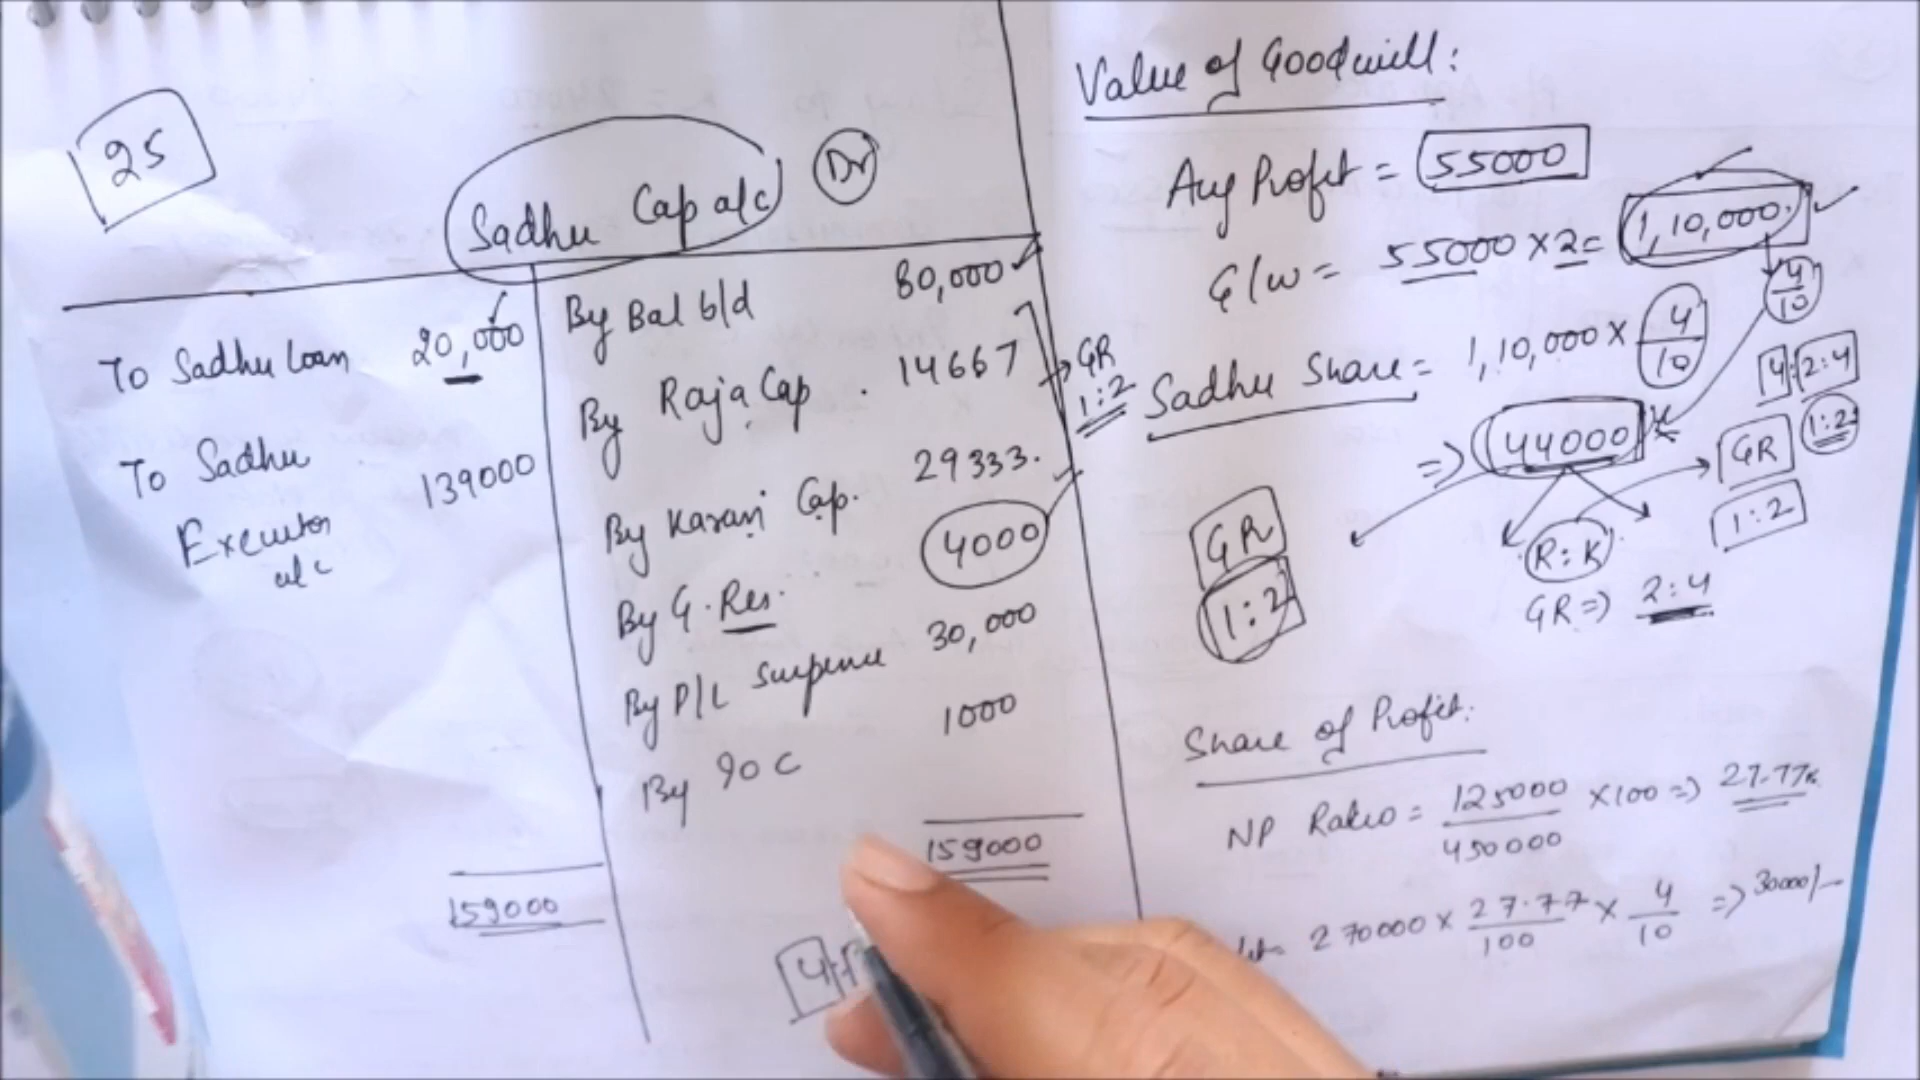 25
Sadhu Cap a/c Dr
To Sadhu Loan 20,000
To Sadhu 139000
Executor
a/c
159000
By Bal b/d 80,000
By Raja Cap. 14667
By Karan Cap. 29333.
By G. Res. 4000
By P/L Suspense 30,000
By IOC 1000
159000
GR
1:2
4
Value of Goodwill:
Avg Profit = 55000
G/W = 55000 x 2 = 1,10,000.
4/10
Sadhu Share = 1,10,000 x 4/10
4:2:4
=> 44000
GR 1:2
1:2
GR
1:2
R:K
GR => 2:4
Share of Profit:
NP Ratio = 125000/450000 x100 => 27.77%
270000 x 27.77/100 x 4/10 => 30000/-